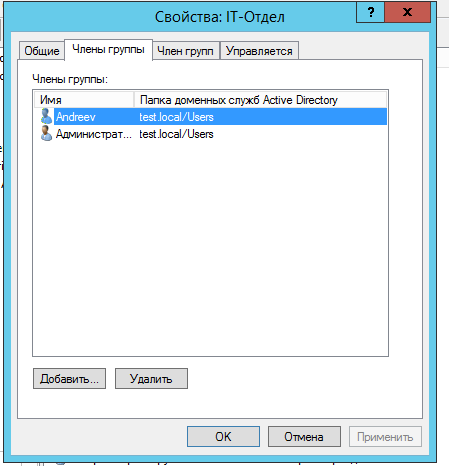 Свойства: IT-Отдел
?
x
Общие
Члены группы
Член групп
Управляется
Члены группы:
Имя Папка доменных служб Active Directory
Andreev test.local/Users
Администрат... test.local/Users
Добавить...
Удалить
OK
Отмена
Применить